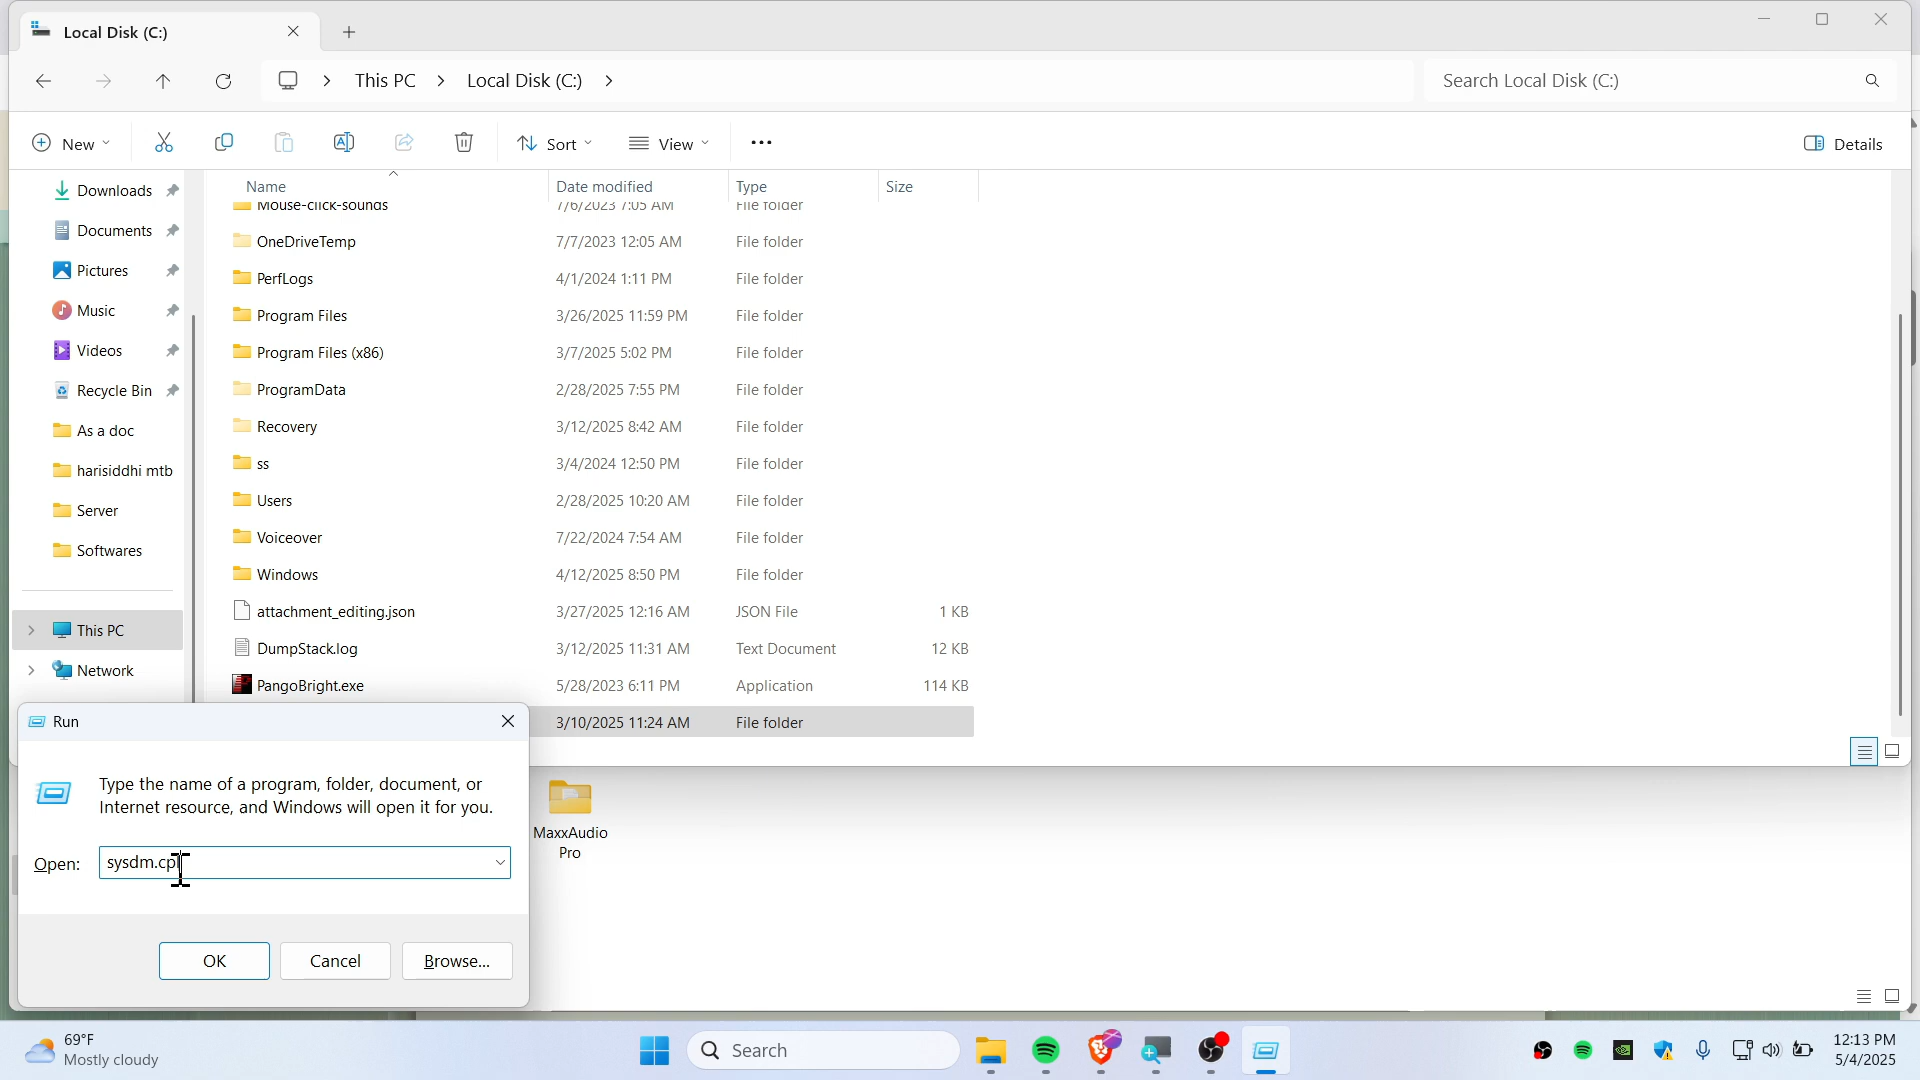 Local Disk (C:)
This PC
Local Disk (C:)
Search Local Disk (C:)
New
Sort
View
Details
Name
Date modified
Type
Size
Downloads
Documents
Pictures
Music
Videos
Recycle Bin
As a doc
harisiddhi mtb
Server
Softwares
This PC
Network
Mouse-click-sounds 7/6/2023 7:05 AM File folder
OneDriveTemp 7/7/2023 12:05 AM File folder
PerfLogs 4/1/2024 1:11 PM File folder
Program Files 3/26/2025 11:59 PM File folder
Program Files (x86) 3/7/2025 5:02 PM File folder
ProgramData 2/28/2025 7:55 PM File folder
Recovery 3/12/2025 8:42 AM File folder
ss 3/4/2024 12:50 PM File folder
Users 2/28/2025 10:20 AM File folder
Voiceover 7/22/2024 7:54 AM File folder
Windows 4/12/2025 8:50 PM File folder
attachment_editing.json 3/27/2025 12:16 AM JSON File 1 KB
DumpStack.log 3/12/2025 11:31 AM Text Document 12 KB
PangoBright.exe 5/28/2023 6:11 PM Application 114 KB
3/10/2025 11:24 AM File folder
Run
Type the name of a program, folder, document, or
Internet resource, and Windows will open it for you.
Open: sysdm.cpl
OK
Cancel
Browse...
MaxxAudio
Pro
69°F
Mostly cloudy
Search
12:13 PM
5/4/2025